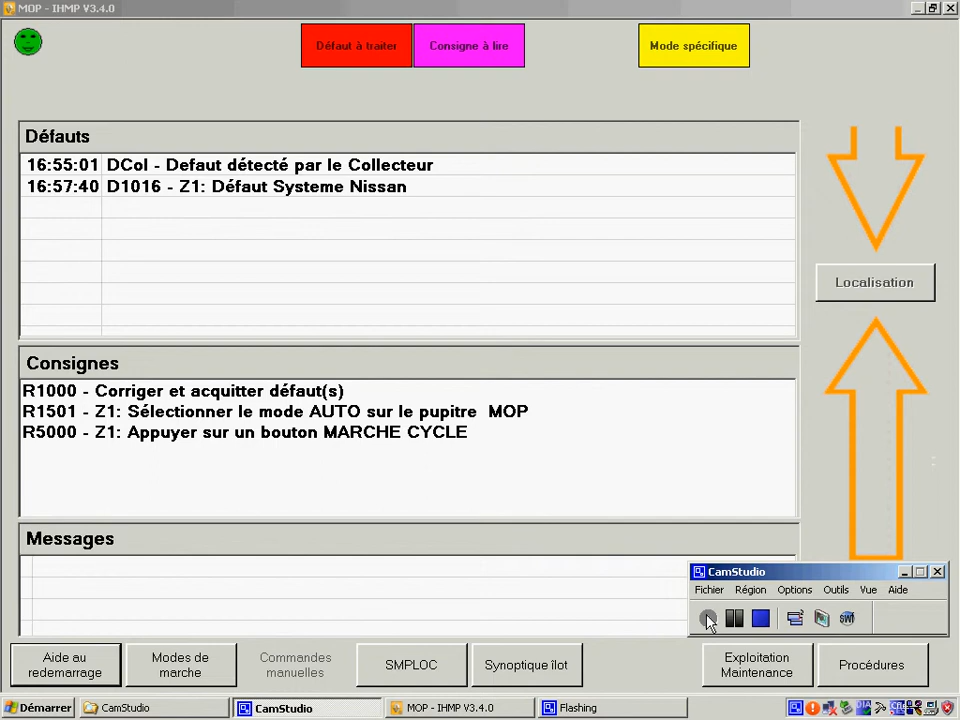 MOP - IHMP V3.4.0
Défaut à traiter
Consigne à lire
Mode spécifique
Défauts
16:55:01 DCol - Defaut détecté par le Collecteur
16:57:40 D1016 - Z1: Défaut Systeme Nissan
Localisation
Consignes
R1000 - Corriger et acquitter défaut(s)
R1501 - Z1: Sélectionner le mode AUTO sur le pupitre MOP
R5000 - Z1: Appuyer sur un bouton MARCHE CYCLE
Messages
CamStudio
Fichier Région Options Outils Vue Aide
SWF
Aide au redemarrage
Modes de marche
Commandes manuelles
SMPLOC
Synoptique îlot
Exploitation Maintenance
Procédures
Démarrer
CamStudio
CamStudio
MOP - IHMP V3.4.0
Flashing